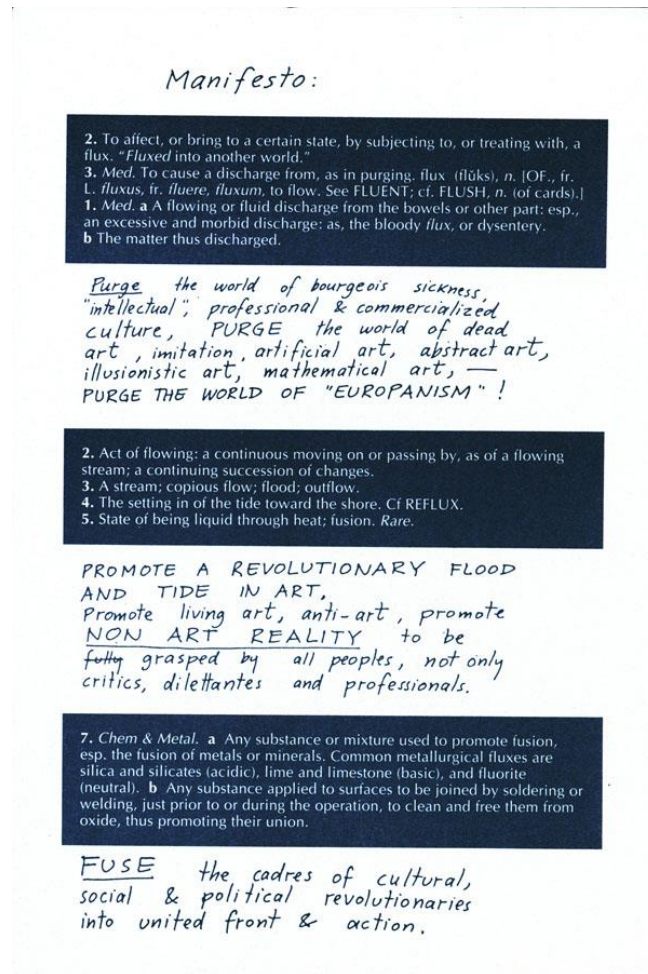 Manifesto:
2. To affect, or bring to a certain state, by subjecting to, or treating with, a
flux. "Fluxed into another world."
3. Med. To cause a discharge from, as in purging. flux (flŭks), n. [OF., fr.
L. fluxus, fr. fluere, fluxum, to flow. See FLUENT; cf. FLUSH, n. (of cards).]
1. Med. a A flowing or fluid discharge from the bowels or other part: esp.,
an excessive and morbid discharge: as, the bloody flux, or dysentery.
b The matter thus discharged.
Purge the world of bourgeois sickness,
"intellectual", professional & commercialized
culture, PURGE the world of dead
art, imitation, artificial art, abstract art,
illusionistic art, mathematical art, —
PURGE THE WORLD OF "EUROPANISM"!
2. Act of flowing: a continuous moving on or passing by, as of a flowing
stream; a continuing succession of changes.
3. A stream; copious flow; flood; outflow.
4. The setting in of the tide toward the shore. Cf REFLUX.
5. State of being liquid through heat; fusion. Rare.
PROMOTE A REVOLUTIONARY FLOOD
AND TIDE IN ART,
Promote living art, anti-art, promote
NON ART REALITY to be
fully grasped by all peoples, not only
critics, dilettantes and professionals.
7. Chem & Metal. a Any substance or mixture used to promote fusion,
esp. the fusion of metals or minerals. Common metallurgical fluxes are
silica and silicates (acidic), lime and limestone (basic), and fluorite
(neutral). b Any substance applied to surfaces to be joined by soldering or
welding, just prior to or during the operation, to clean and free them from
oxide, thus promoting their union.
FUSE the cadres of cultural,
social & political revolutionaries
into united front & action.